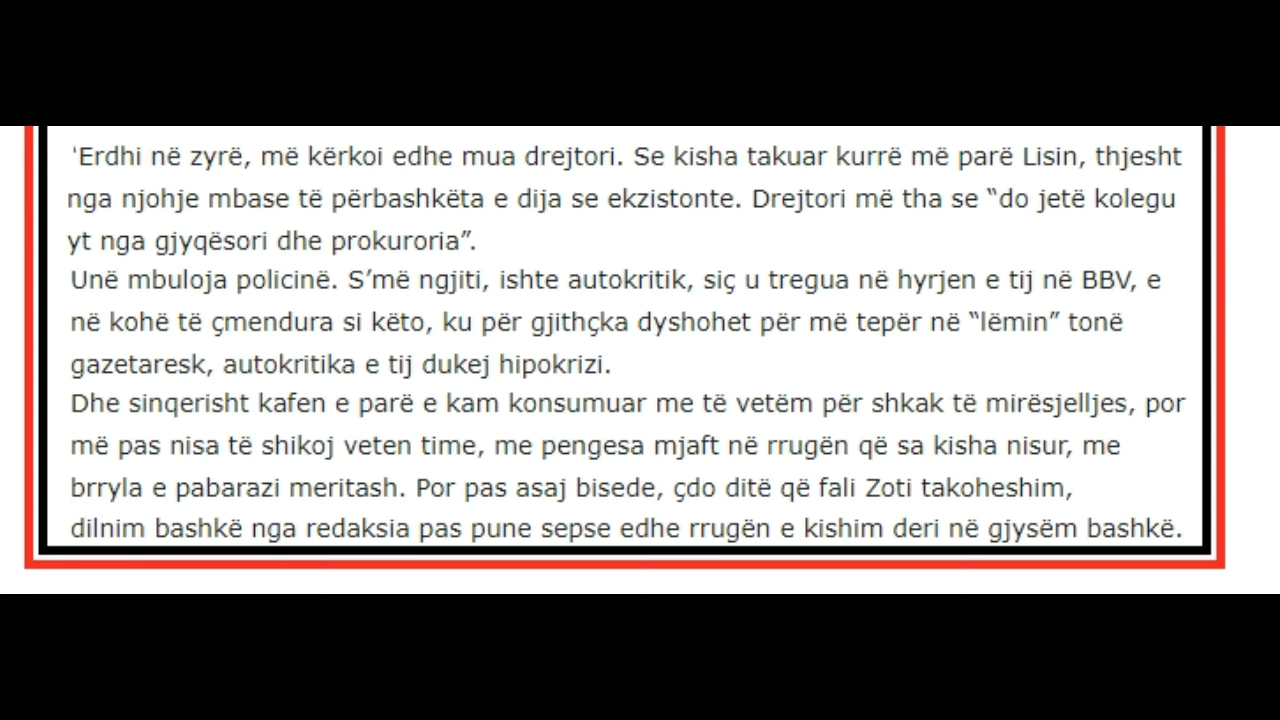 ‘Erdhi në zyrë, më kërkoi edhe mua drejtori. Se kisha takuar kurrë më parë Lisin, thjesht
nga njohje mbase të përbashkëta e dija se ekzistonte. Drejtori më tha se “do jetë kolegu
yt nga gjyqësori dhe prokuroria”.
Unë mbuloja policinë. S’më ngjiti, ishte autokritik, siç u tregua në hyrjen e tij në BBV, e
në kohë të çmendura si këto, ku për gjithçka dyshohet për më tepër në “lëmin” tonë
gazetaresk, autokritika e tij dukej hipokrizi.
Dhe sinqerisht kafen e parë e kam konsumuar me të vetëm për shkak të mirësjelljes, por
më pas nisa të shikoj veten time, me pengesa mjaft në rrugën që sa kisha nisur, me
brryla e pabarazi meritash. Por pas asaj bisede, çdo ditë që fali Zoti takoheshim,
dilnim bashkë nga redaksia pas pune sepse edhe rrugën e kishim deri në gjysëm bashkë.